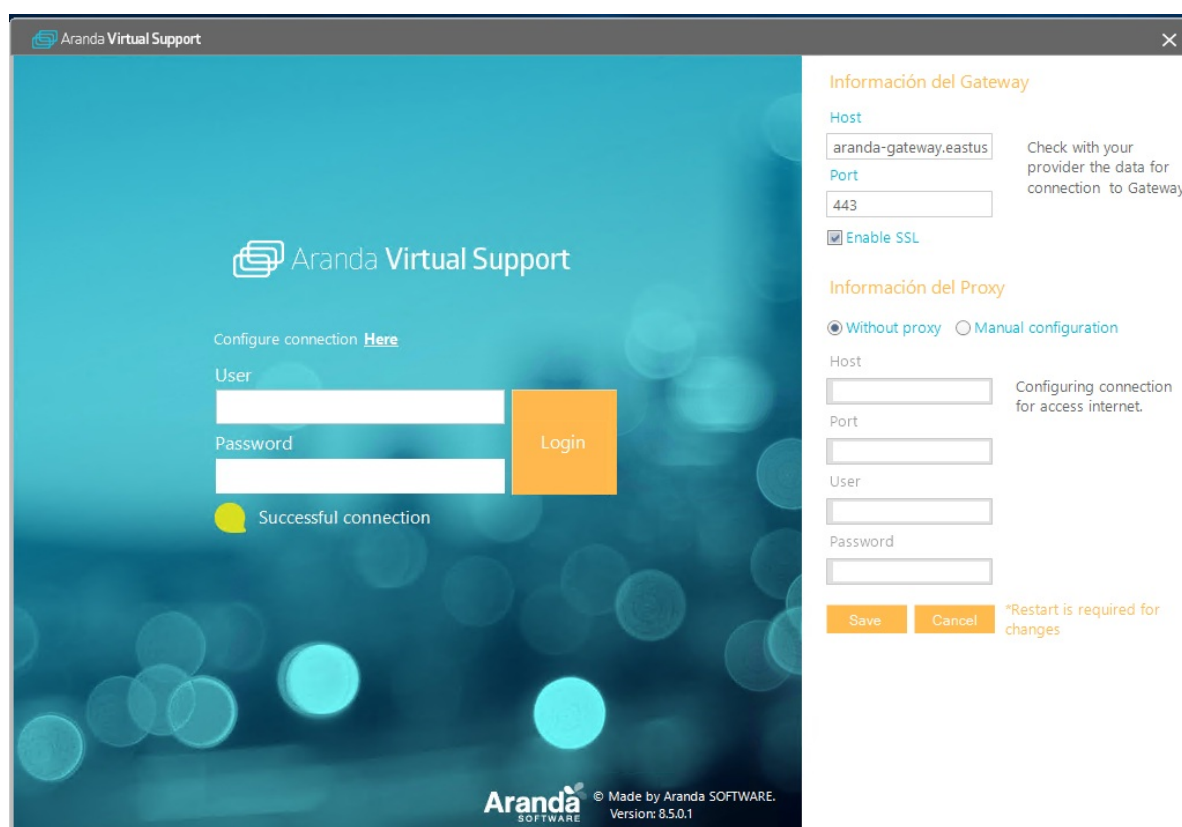 Aranda Virtual Support
Aranda Virtual Support
Configure connection Here
User
Password
Login
Successful connection
Aranda
SOFTWARE
© Made by Aranda SOFTWARE.
Version: 8.5.0.1
Información del Gateway
Host
aranda-gateway.eastus
Check with your
provider the data for
connection to Gateway
Port
443
Enable SSL
Información del Proxy
Without proxy
Manual configuration
Host
Configuring connection
for access internet.
Port
User
Password
Save
Cancel
*Restart is required for
changes